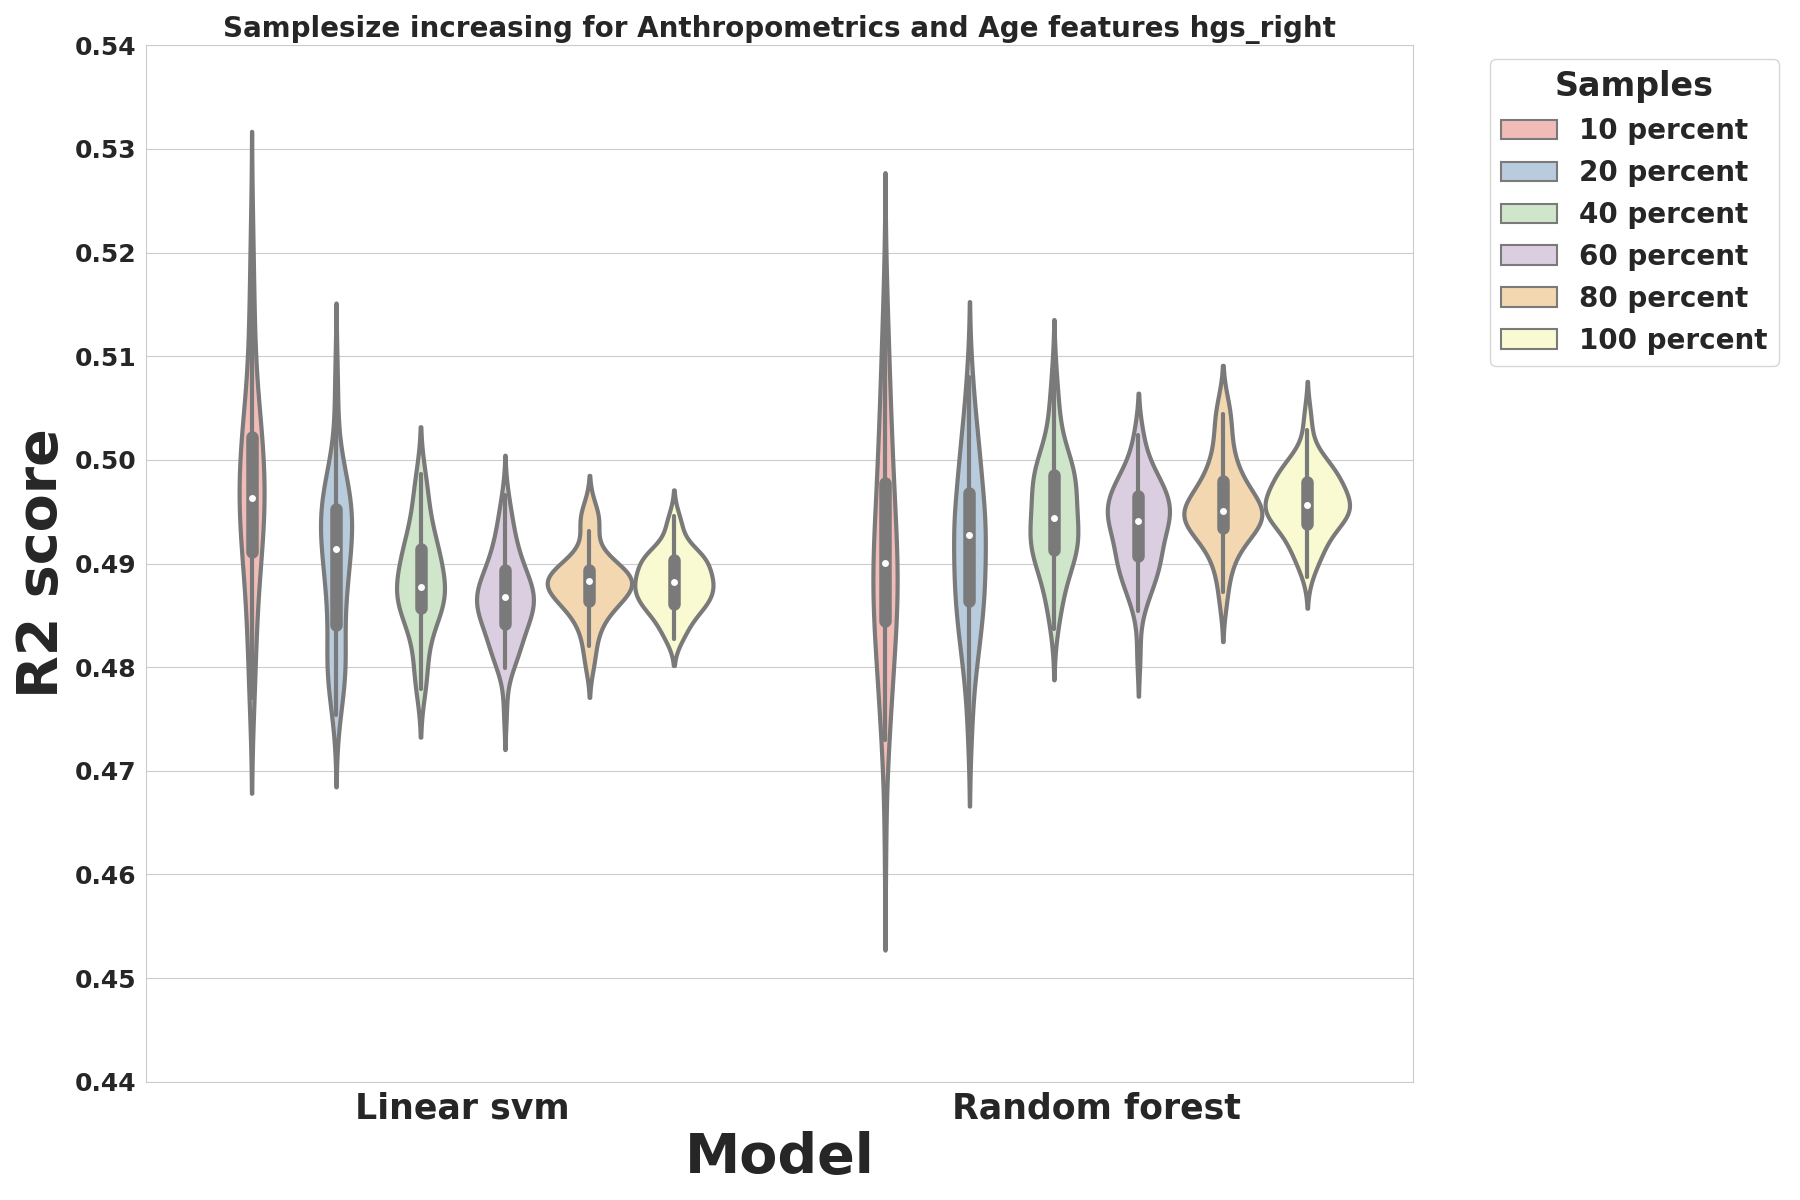 Samplesize increasing for Anthropometrics and Age features hgs_right
0.54
0.53
0.52
0.51
0.50
0.49
0.48
0.47
0.46
0.45
0.44
R2 score
Linear svm
Random forest
Model
Samples
10 percent
20 percent
40 percent
60 percent
80 percent
100 percent